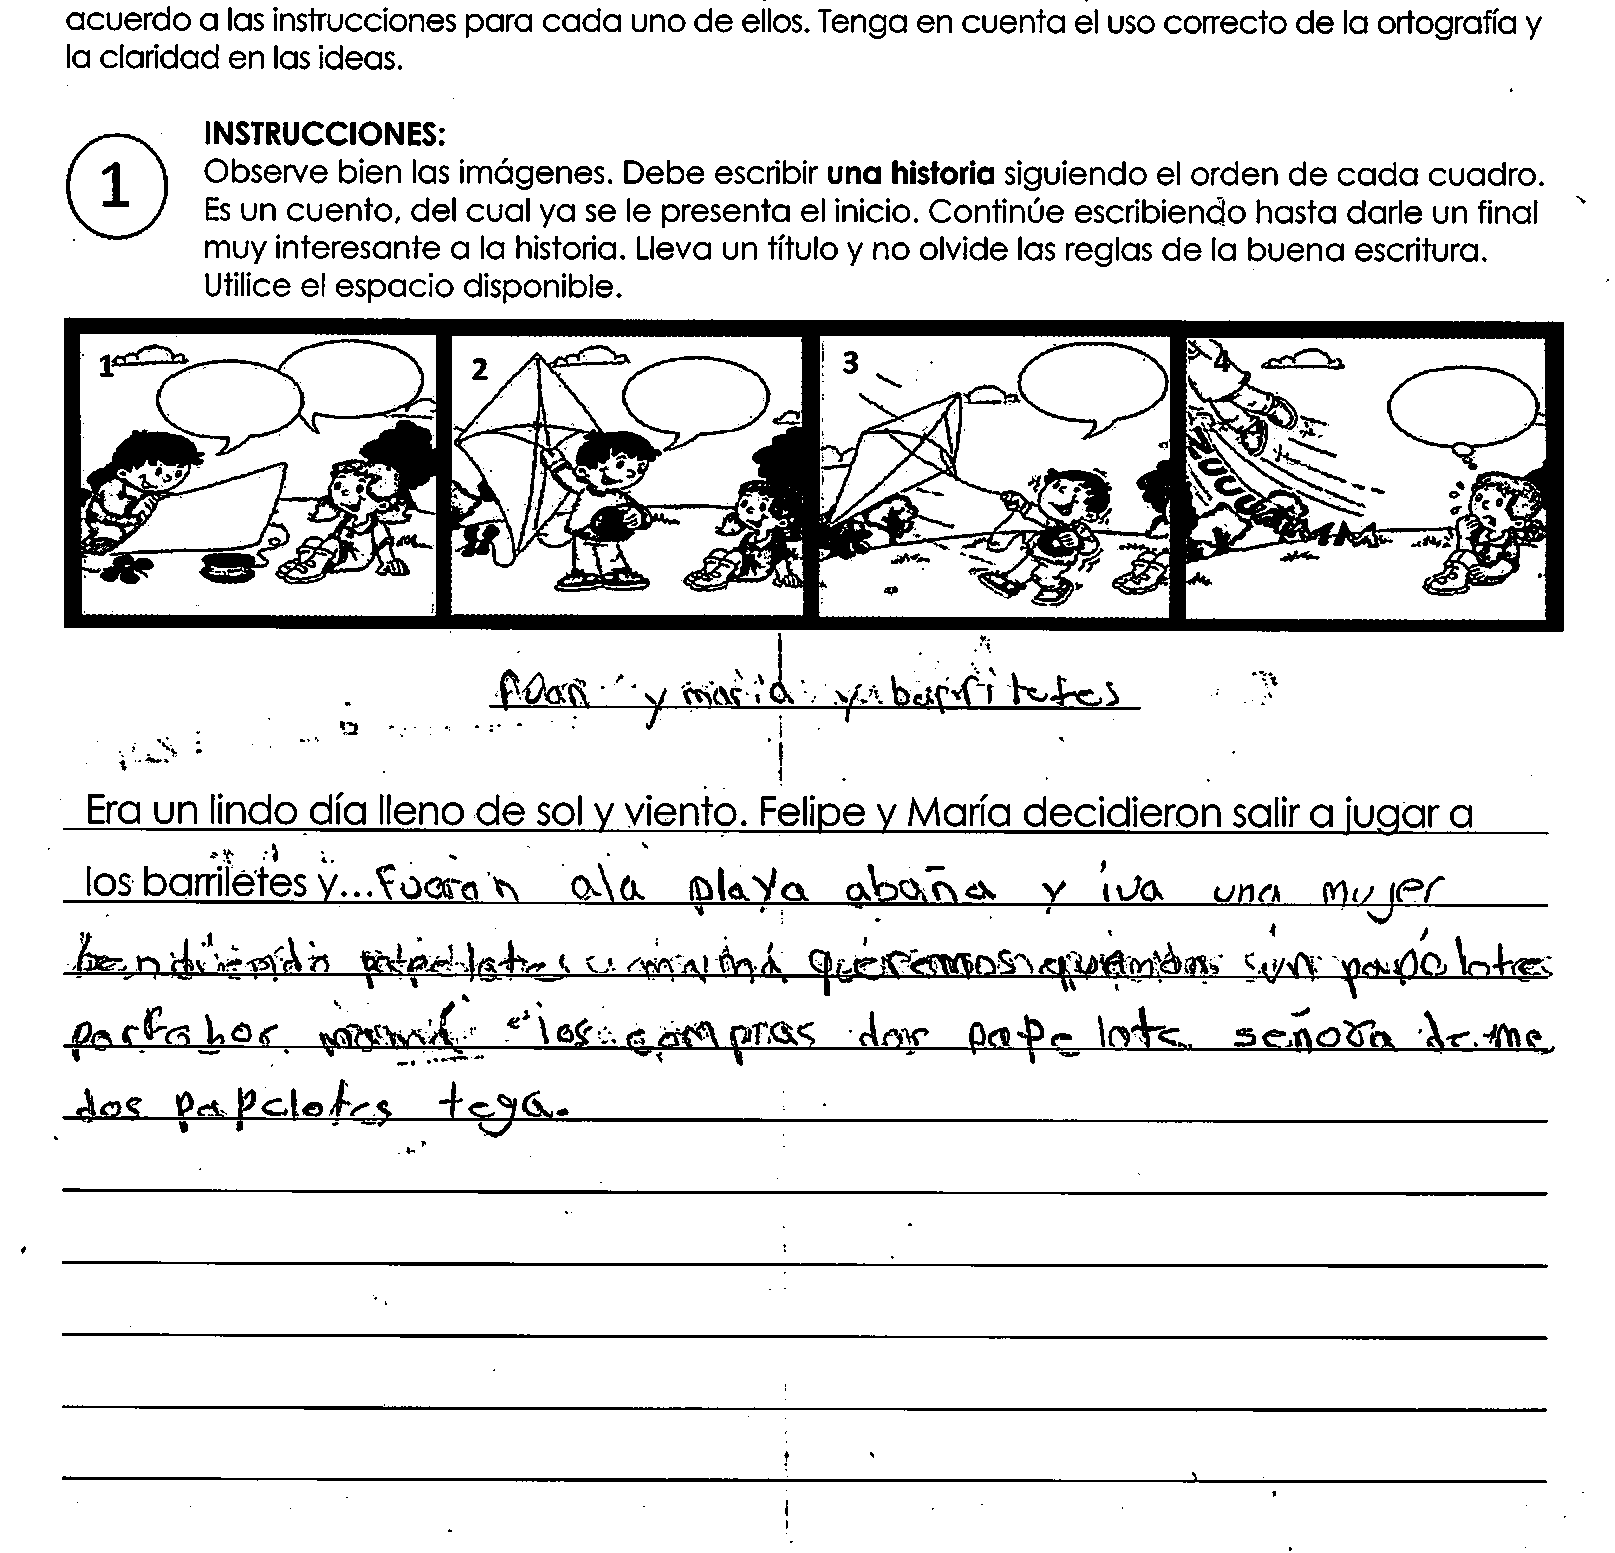 acuerdo a las instrucciones para cada uno de ellos. Tenga en cuenta el uso correcto de la ortografía y
la claridad en las ideas.
1
INSTRUCCIONES:
Observe bien las imágenes. Debe escribir una historia siguiendo el orden de cada cuadro.
Es un cuento, del cual ya se le presenta el inicio. Continúe escribiendo hasta darle un final
muy interesante a la historia. Lleva un título y no olvide las reglas de la buena escritura.
Utilice el espacio disponible.
1 2 3 4
ZUUUUMMM
y maria y barriletes
Era un lindo día lleno de sol y viento. Felipe y María decidieron salir a jugar a
los barriletes y...Fueron ala playa abaña y iva una mujer
bendiendo papelotes mamá queremos un papelotes
mamá los compras dos papelote señora deme
dos papelotes tega.